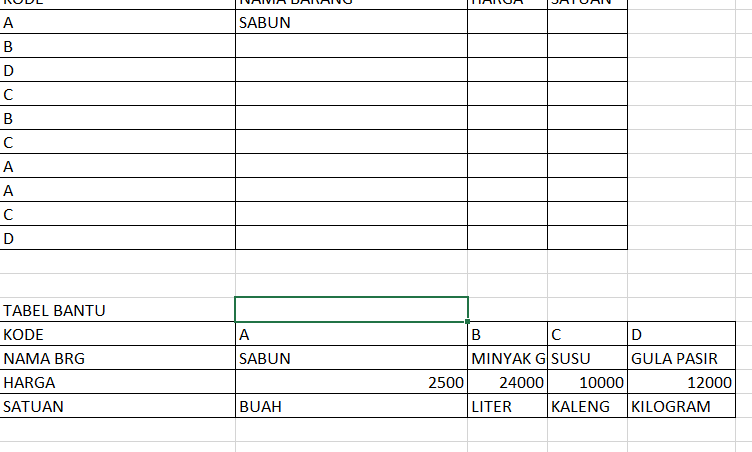 KODE NAMA BARANG HARGA SATUAN
A SABUN
B
D
C
B
C
A
A
C
D
TABEL BANTU
KODE A B C D
NAMA BRG SABUN MINYAK G SUSU GULA PASIR
HARGA 2500 24000 10000 12000
SATUAN BUAH LITER KALENG KILOGRAM